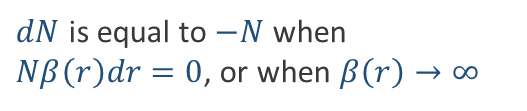 dN is equal to −N when
Nβ(r)dr = 0, or when β(r) → ∞